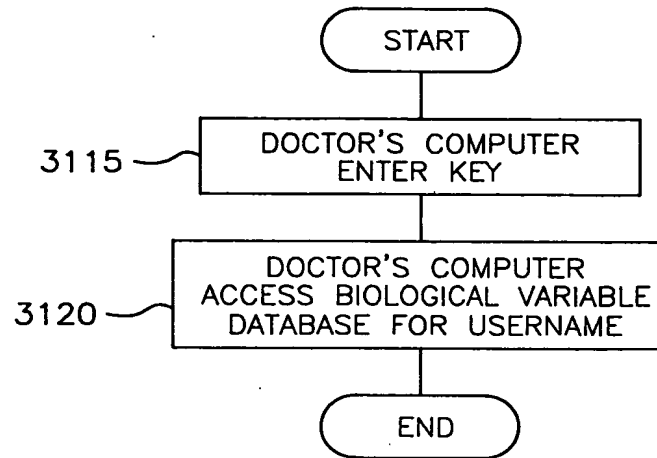 START
3115
DOCTOR'S COMPUTER
ENTER KEY
3120
DOCTOR'S COMPUTER
ACCESS BIOLOGICAL VARIABLE
DATABASE FOR USERNAME
END